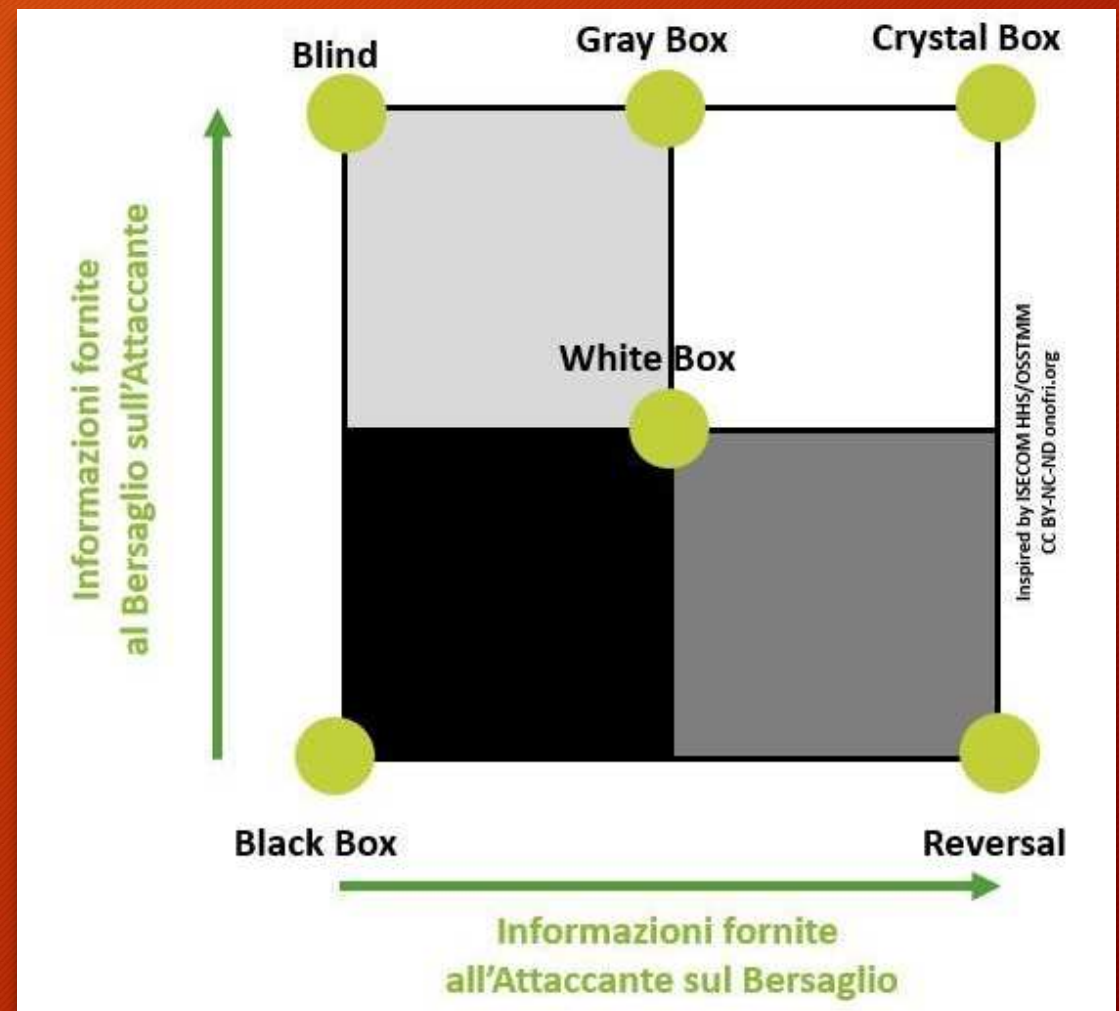 Blind
Gray Box
Crystal Box
Informazioni fornite
al Bersaglio sull'Attaccante
White Box
Inspired by ISECOM HHS/OSSTMM
CC BY-NC-ND onofri.org
Black Box
Reversal
Informazioni fornite
all'Attaccante sul Bersaglio